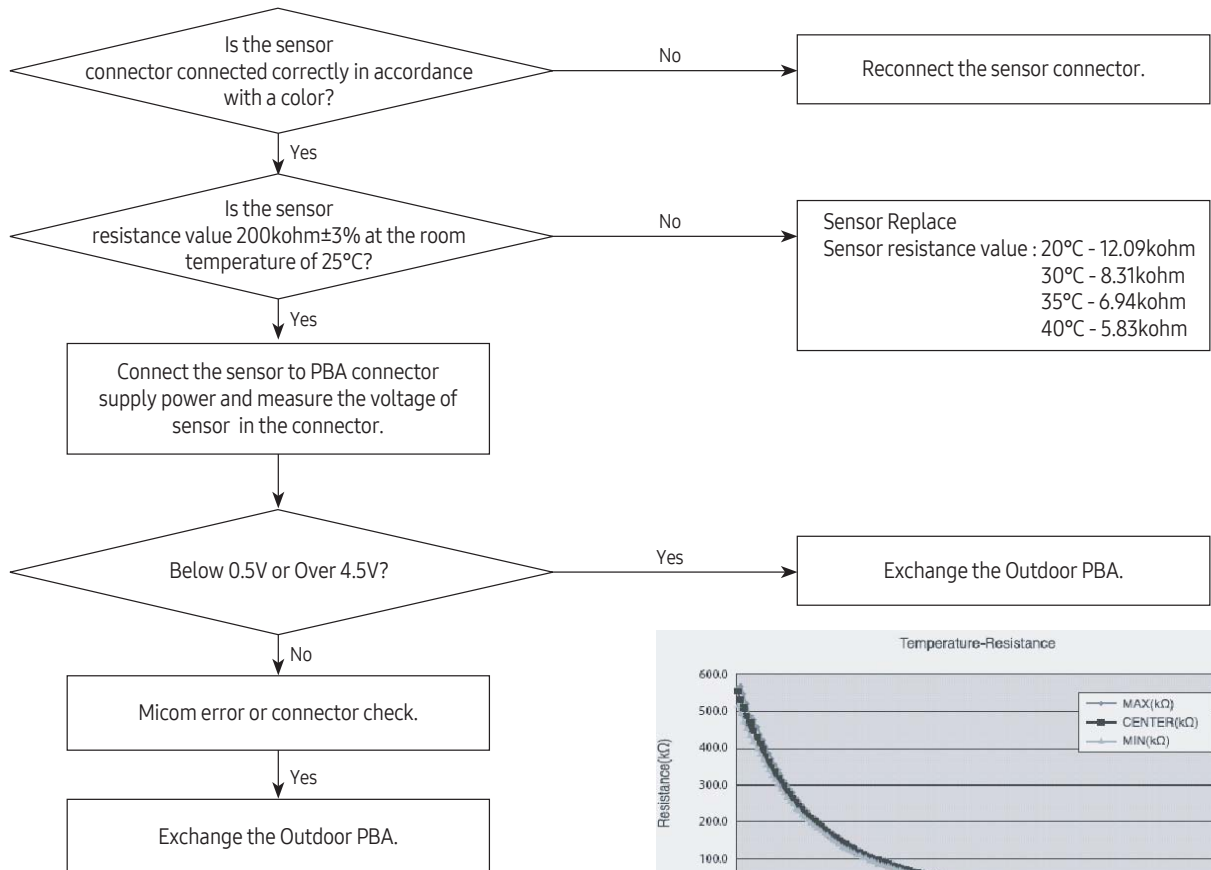 Is the sensor
connector connected correctly in accordance
with a color?
No
Reconnect the sensor connector.
Yes
Is the sensor
resistance value 200kohm±3% at the room
temperature of 25°C?
No
Sensor Replace
Sensor resistance value : 20°C - 12.09kohm
30°C - 8.31kohm
35°C - 6.94kohm
40°C - 5.83kohm
Yes
Connect the sensor to PBA connector
supply power and measure the voltage of
sensor in the connector.
Below 0.5V or Over 4.5V?
Yes
Exchange the Outdoor PBA.
No
Micom error or connector check.
Yes
Exchange the Outdoor PBA.
Temperature-Resistance
600.0
500.0
400.0
300.0
200.0
100.0
Resistance(kΩ)
MAX(kΩ)
CENTER(kΩ)
MIN(kΩ)